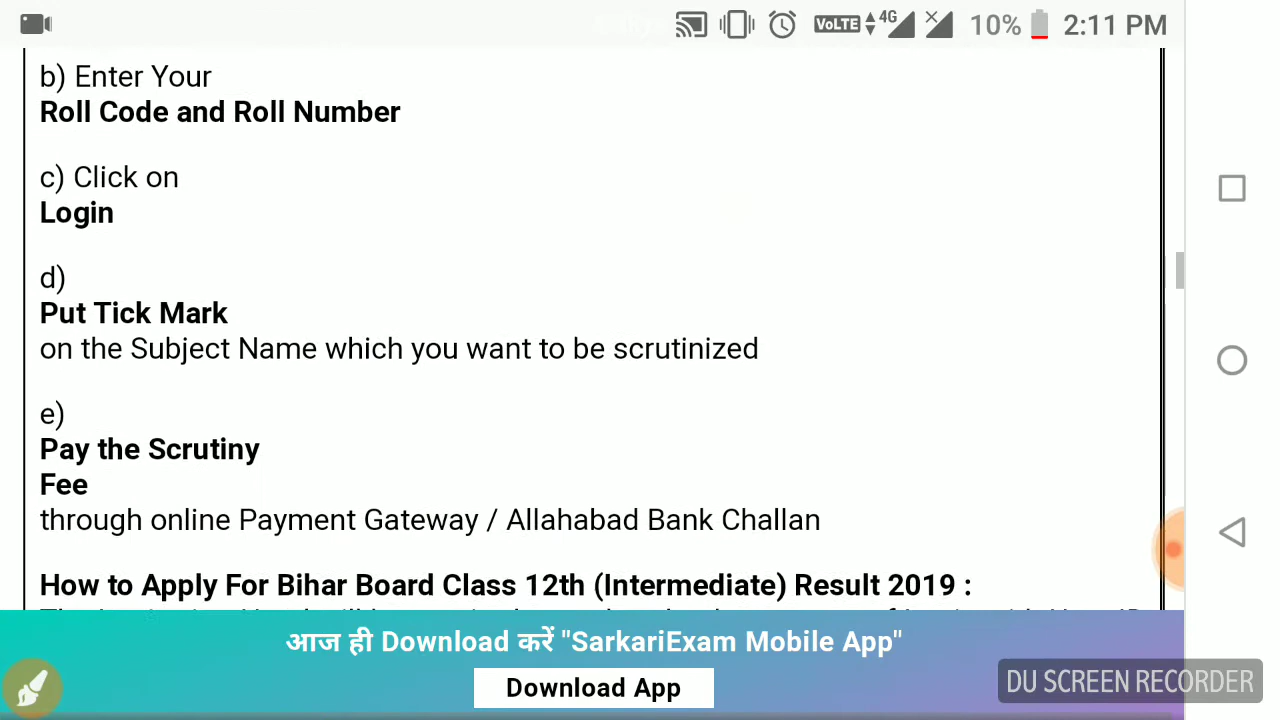 VoLTE 4G 10% 2:11 PM
b) Enter Your
Roll Code and Roll Number
c) Click on
Login
d)
Put Tick Mark
on the Subject Name which you want to be scrutinized
e)
Pay the Scrutiny
Fee
through online Payment Gateway / Allahabad Bank Challan
How to Apply For Bihar Board Class 12th (Intermediate) Result 2019 :
आज ही Download करें "SarkariExam Mobile App"
Download App
DU SCREEN RECORDER